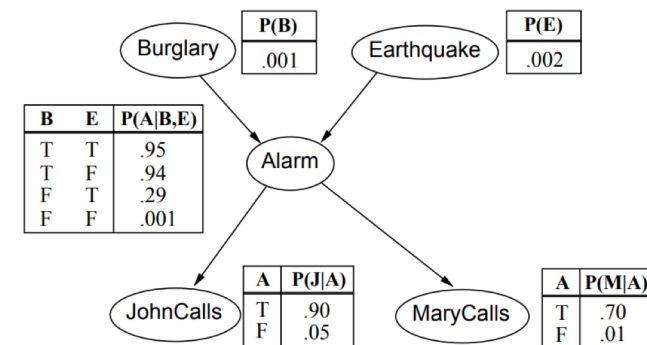 Burglary
P(B)
.001
Earthquake
P(E)
.002
B E P(A|B,E)
T T .95
T F .94
F T .29
F F .001
Alarm
JohnCalls
A P(J|A)
T .90
F .05
MaryCalls
A P(M|A)
T .70
F .01